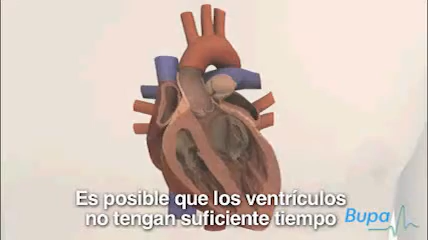 Es posible que los ventrículos
no tengan suficiente tiempo
Bupa